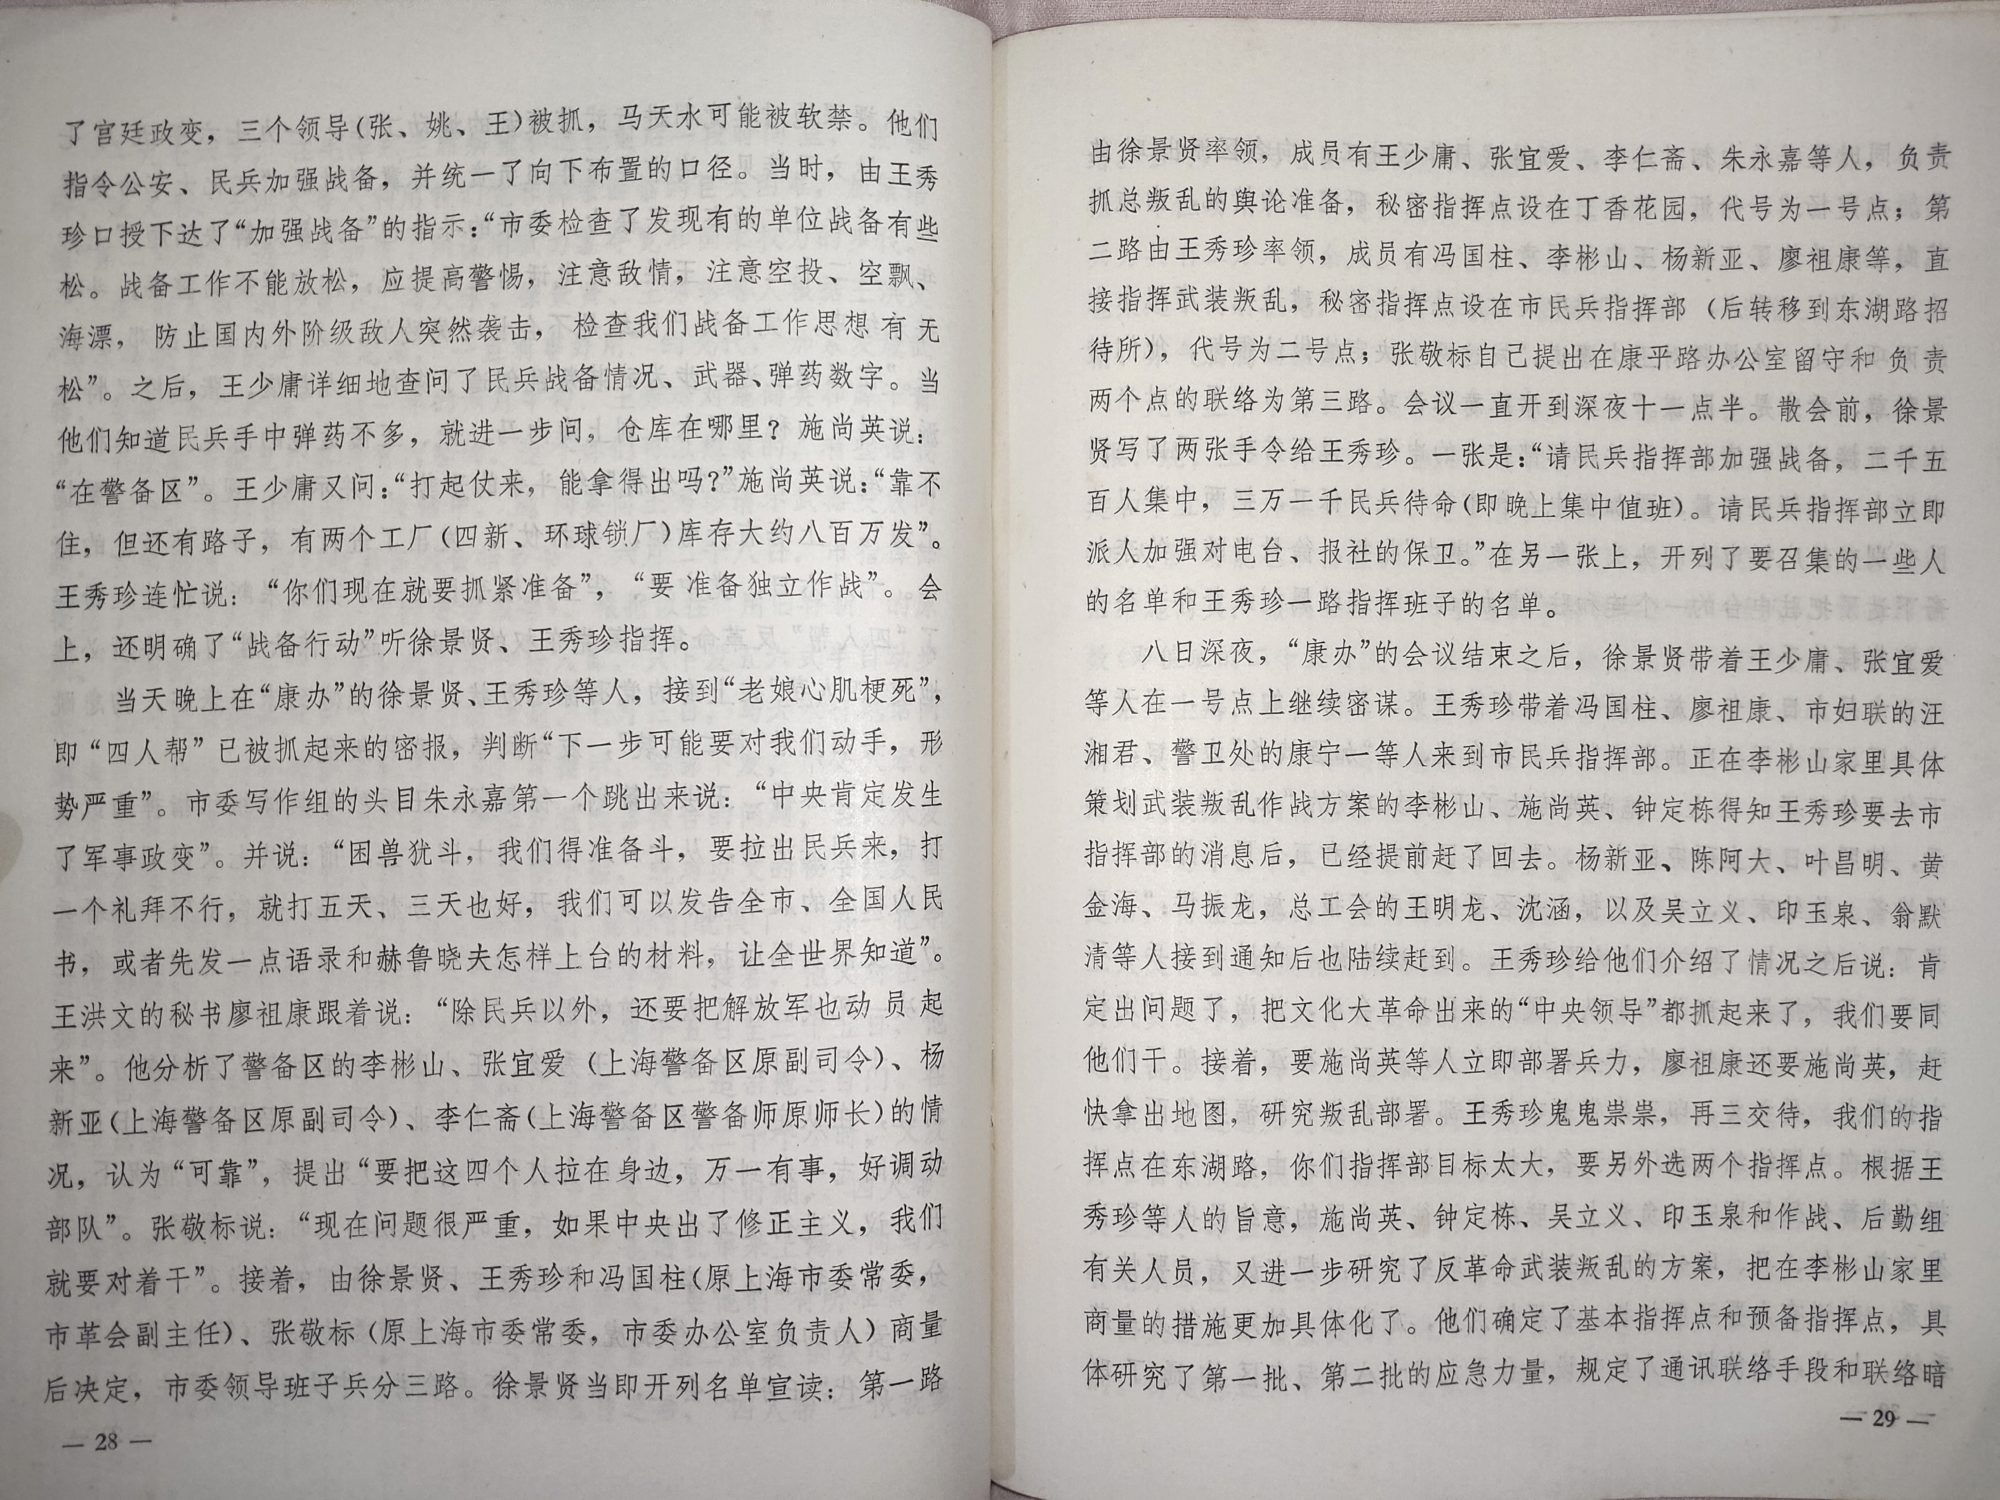 了宫廷政变，三个领导(张、姚、王)被抓，马天水可能被软禁。他们
指令公安、民兵加强战备，并统一了向下布置的口径。当时，由王秀
珍口授下达了“加强战备”的指示：“市委检查了发现有的单位战备有些
松。战备工作不能放松，应提高警惕，注意敌情，注意空投、空飘、
海漂，防止国内外阶级敌人突然袭击，检查我们战备工作思想有无
松”。之后，王少庸详细地查问了民兵战备情况、武器、弹药数字。当
他们知道民兵手中弹药不多，就进一步问，仓库在哪里？施尚英说：
“在警备区”。王少庸又问：“打起仗来，能拿得出吗？”施尚英说：“靠不
住，但还有路子，有两个工厂(四新、环球锁厂)库存大约八百万发”。
王秀珍连忙说：“你们现在就要抓紧准备”，“要准备独立作战”。会
上，还明确了“战备行动”听徐景贤、王秀珍指挥。
当天晚上在“康办”的徐景贤、王秀珍等人，接到“老娘心肌梗死”，
即“四人帮”已被抓起来的密报，判断“下一步可能要对我们动手，形
势严重”。市委写作组的头目朱永嘉第一个跳出来说：“中央肯定发生
了军事政变”。并说：“困兽犹斗，我们得准备斗，要拉出民兵来，打
一个礼拜不行，就打五天、三天也好，我们可以发告全市、全国人民
书，或者先发一点语录和赫鲁晓夫怎样上台的材料，让全世界知道”。
王洪文的秘书廖祖康跟着说：“除民兵以外，还要把解放军也动员起
来”。他分析了警备区的李彬山、张宜爱（上海警备区原副司令)、杨
新亚(上海警备区原副司令)、李仁斋(上海警备区警备师原师长)的情
况，认为“可靠”，提出“要把这四个人拉在身边，万一有事，好调动
部队”。张敬标说：“现在问题很严重，如果中央出了修正主义，我们
就要对着干”。接着，由徐景贤、王秀珍和冯国柱(原上海市委常委，
市革会副主任)、张敬标(原上海市委常委，市委办公室负责人)商量
后决定，市委领导班子兵分三路。徐景贤当即开列名单宣读：第一路
— 28 —
由徐景贤率领，成员有王少庸、张宜爱、李仁斋、朱永嘉等人，负责
抓总叛乱的舆论准备，秘密指挥点设在丁香花园，代号为一号点；第
二路由王秀珍率领，成员有冯国柱、李彬山、杨新亚、廖祖康等，直
接指挥武装叛乱，秘密指挥点设在市民兵指挥部（后转移到东湖路招
待所)，代号为二号点；张敬标自己提出在康平路办公室留守和负责
两个点的联络为第三路。会议一直开到深夜十一点半。散会前，徐景
贤写了两张手令给王秀珍。一张是：“请民兵指挥部加强战备，二千五
百人集中，三万一千民兵待命(即晚上集中值班)。请民兵指挥部立即
派人加强对电台、报社的保卫。”在另一张上，开列了要召集的一些人
的名单和王秀珍一路指挥班子的名单。
八日深夜，“康办”的会议结束之后，徐景贤带着王少庸、张宜爱
等人在一号点上继续密谋。王秀珍带着冯国柱、廖祖康、市妇联的汪
湘君、警卫处的康宁一等人来到市民兵指挥部。正在李彬山家里具体
策划武装叛乱作战方案的李彬山、施尚英、钟定栋得知王秀珍要去市
指挥部的消息后，已经提前赶了回去。杨新亚、陈阿大、叶昌明、黄
金海、马振龙，总工会的王明龙、沈涵，以及吴立义、印玉泉、翁默
清等人接到通知后也陆续赶到。王秀珍给他们介绍了情况之后说：肯
定出问题了，把文化大革命出来的“中央领导”都抓起来了，我们要同
他们干。接着，要施尚英等人立即部署兵力，廖祖康还要施尚英，赶
快拿出地图，研究叛乱部署。王秀珍鬼鬼祟祟，再三交待，我们的指
挥点在东湖路，你们指挥部目标太大，要另外选两个指挥点。根据王
秀珍等人的旨意，施尚英、钟定栋、吴立义、印玉泉和作战、后勤组
有关人员，又进一步研究了反革命武装叛乱的方案，把在李彬山家里
商量的措施更加具体化了。他们确定了基本指挥点和预备指挥点，具
体研究了第一批、第二批的应急力量，规定了通讯联络手段和联络暗
— 29 —